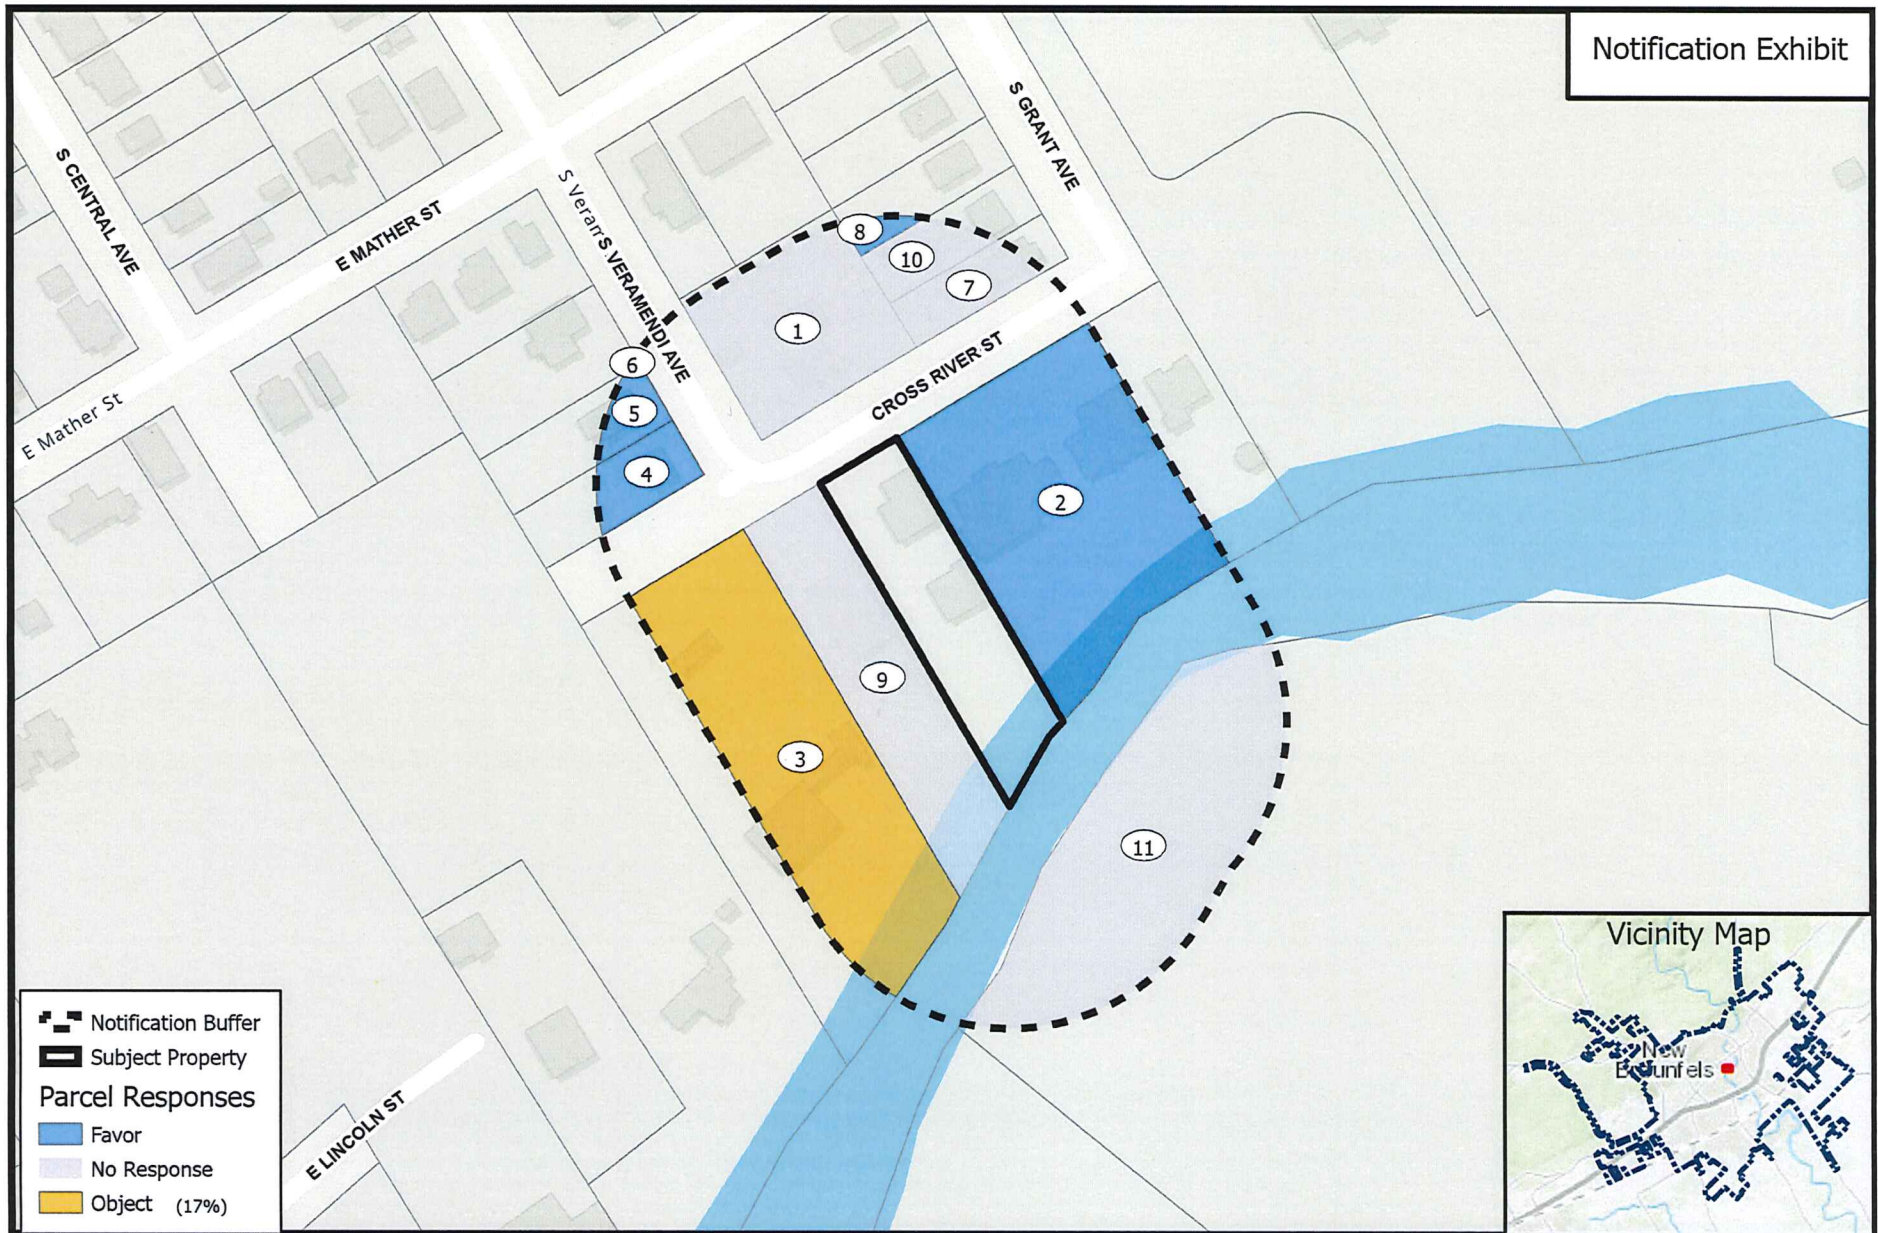 Notification Exhibit
S CENTRAL AVE
E MATHER ST
S VERAMENDI AVE
S GRANT AVE
CROSS RIVER ST
E Mather St
8
10
7
1
6
5
4
2
9
3
11
E LINCOLN ST
Notification Buffer
Subject Property
Parcel Responses
Favor
No Response
Object (17%)
Vicinity Map
New
Braunfels